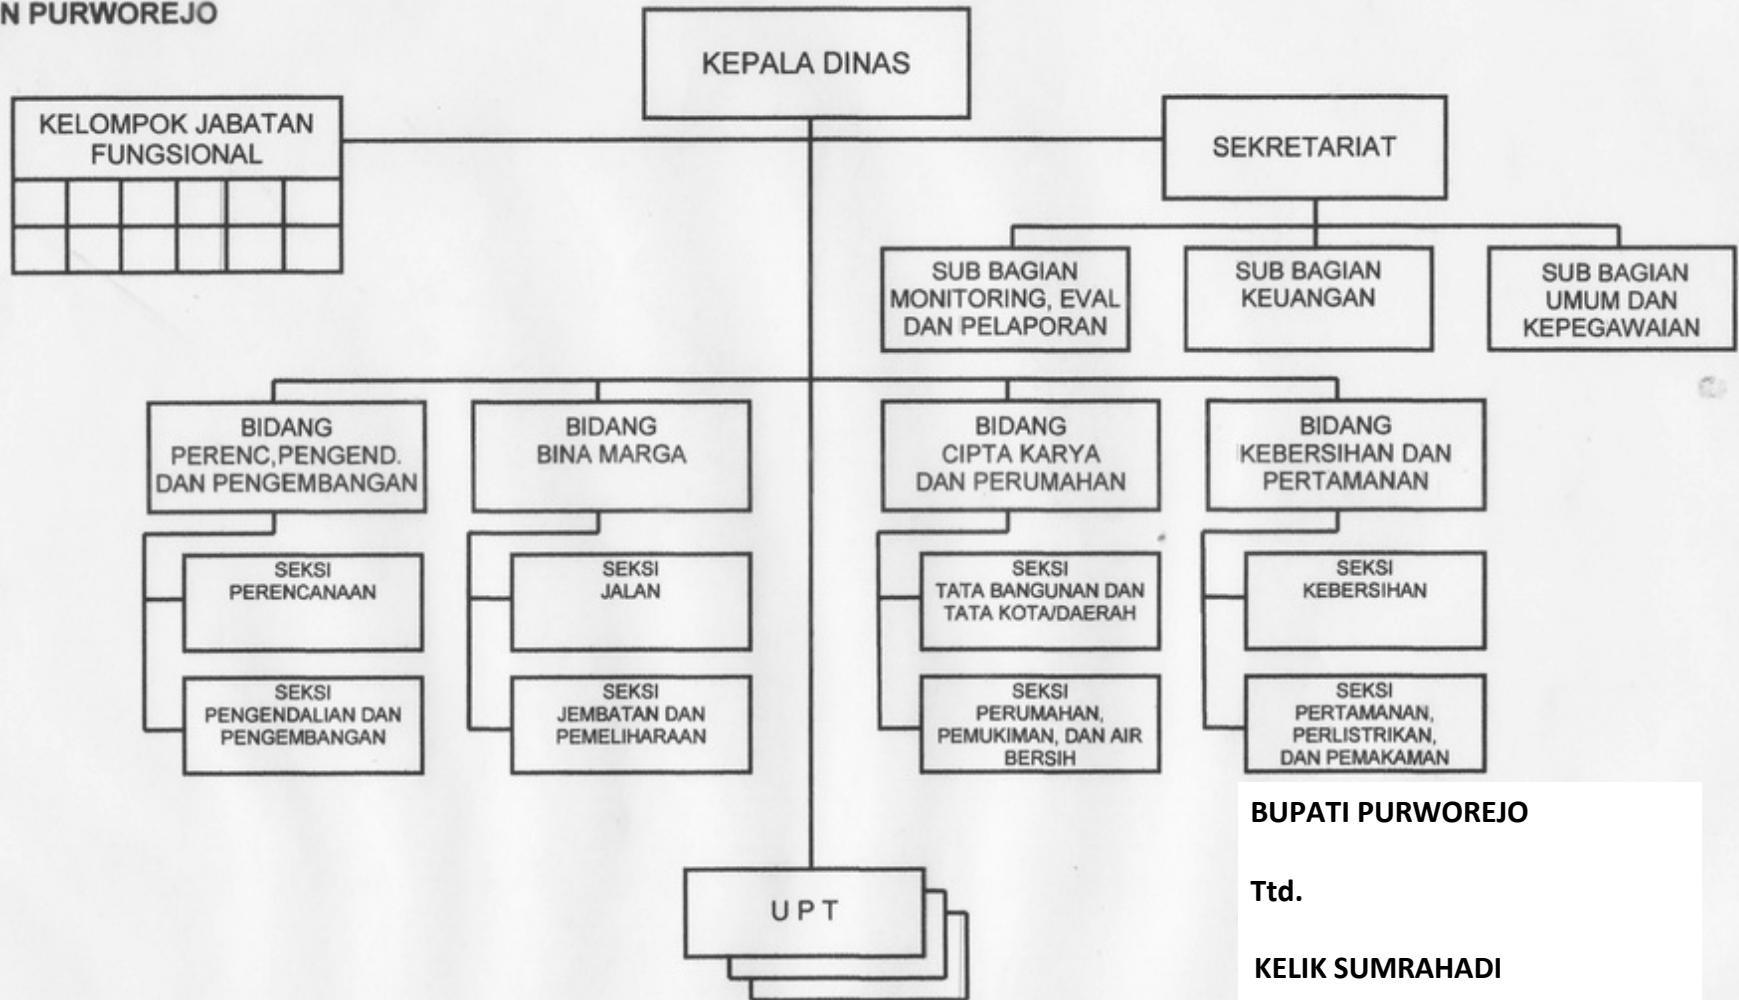 N PURWOREJO
KEPALA DINAS
KELOMPOK JABATAN
FUNGSIONAL
SEKRETARIAT
SUB BAGIAN
MONITORING, EVAL
DAN PELAPORAN
SUB BAGIAN
KEUANGAN
SUB BAGIAN
UMUM DAN
KEPEGAWAIAN
BIDANG
PERENC,PENGEND.
DAN PENGEMBANGAN
BIDANG
BINA MARGA
BIDANG
CIPTA KARYA
DAN PERUMAHAN
BIDANG
KEBERSIHAN DAN
PERTAMANAN
SEKSI
PERENCANAAN
SEKSI
JALAN
SEKSI
TATA BANGUNAN DAN
TATA KOTA/DAERAH
SEKSI
KEBERSIHAN
SEKSI
PENGENDALIAN DAN
PENGEMBANGAN
SEKSI
JEMBATAN DAN
PEMELIHARAAN
SEKSI
PERUMAHAN,
PEMUKIMAN, DAN AIR
BERSIH
SEKSI
PERTAMANAN,
PERLISTRIKAN,
DAN PEMAKAMAN
U P T
BUPATI PURWOREJO
Ttd.
KELIK SUMRAHADI